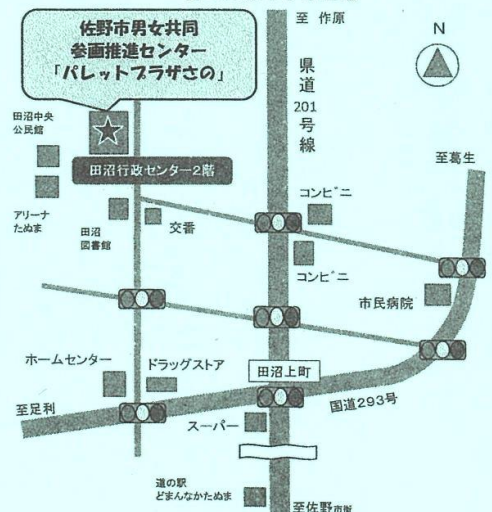 佐野市男女共同
参画推進センター
「パレットプラザさの」
至 作原
N
県道
201
号
線
田沼中央
公民館
田沼行政センター2階
至葛生
アリーナ
たぬま
田沼
図書館
交番
コンビニ
コンビニ
市民病院
ホームセンター
ドラッグストア
田沼上町
至足利
国道293号
スーパー
道の駅
どまんなかたぬま
至佐野市街